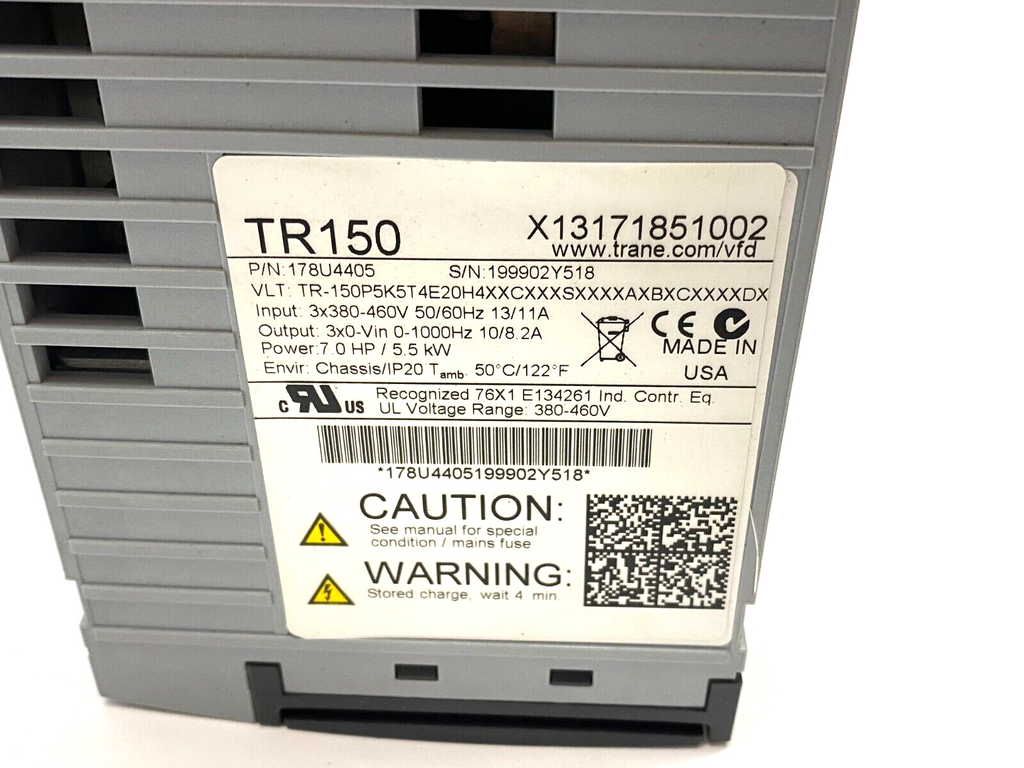 TR150
X13171851002
www.trane.com/vfd
P/N:178U4405 S/N:199902Y518
VLT: TR-150P5K5T4E20H4XXCXXXSXXXXAXBXCXXXXDX
Input: 3x380-460V 50/60Hz 13/11A
Output: 3x0-Vin 0-1000Hz 10/8.2A
Power:7.0 HP / 5.5 kW
CE
MADE IN
USA
Envir: Chassis/IP20 Tamb. 50°C/122°F
c RU US
Recognized 76X1 E134261 Ind. Contr. Eq.
UL Voltage Range: 380-460V
*178U4405199902Y518*
CAUTION:
See manual for special
condition / mains fuse
WARNING:
Stored charge, wait 4 min.